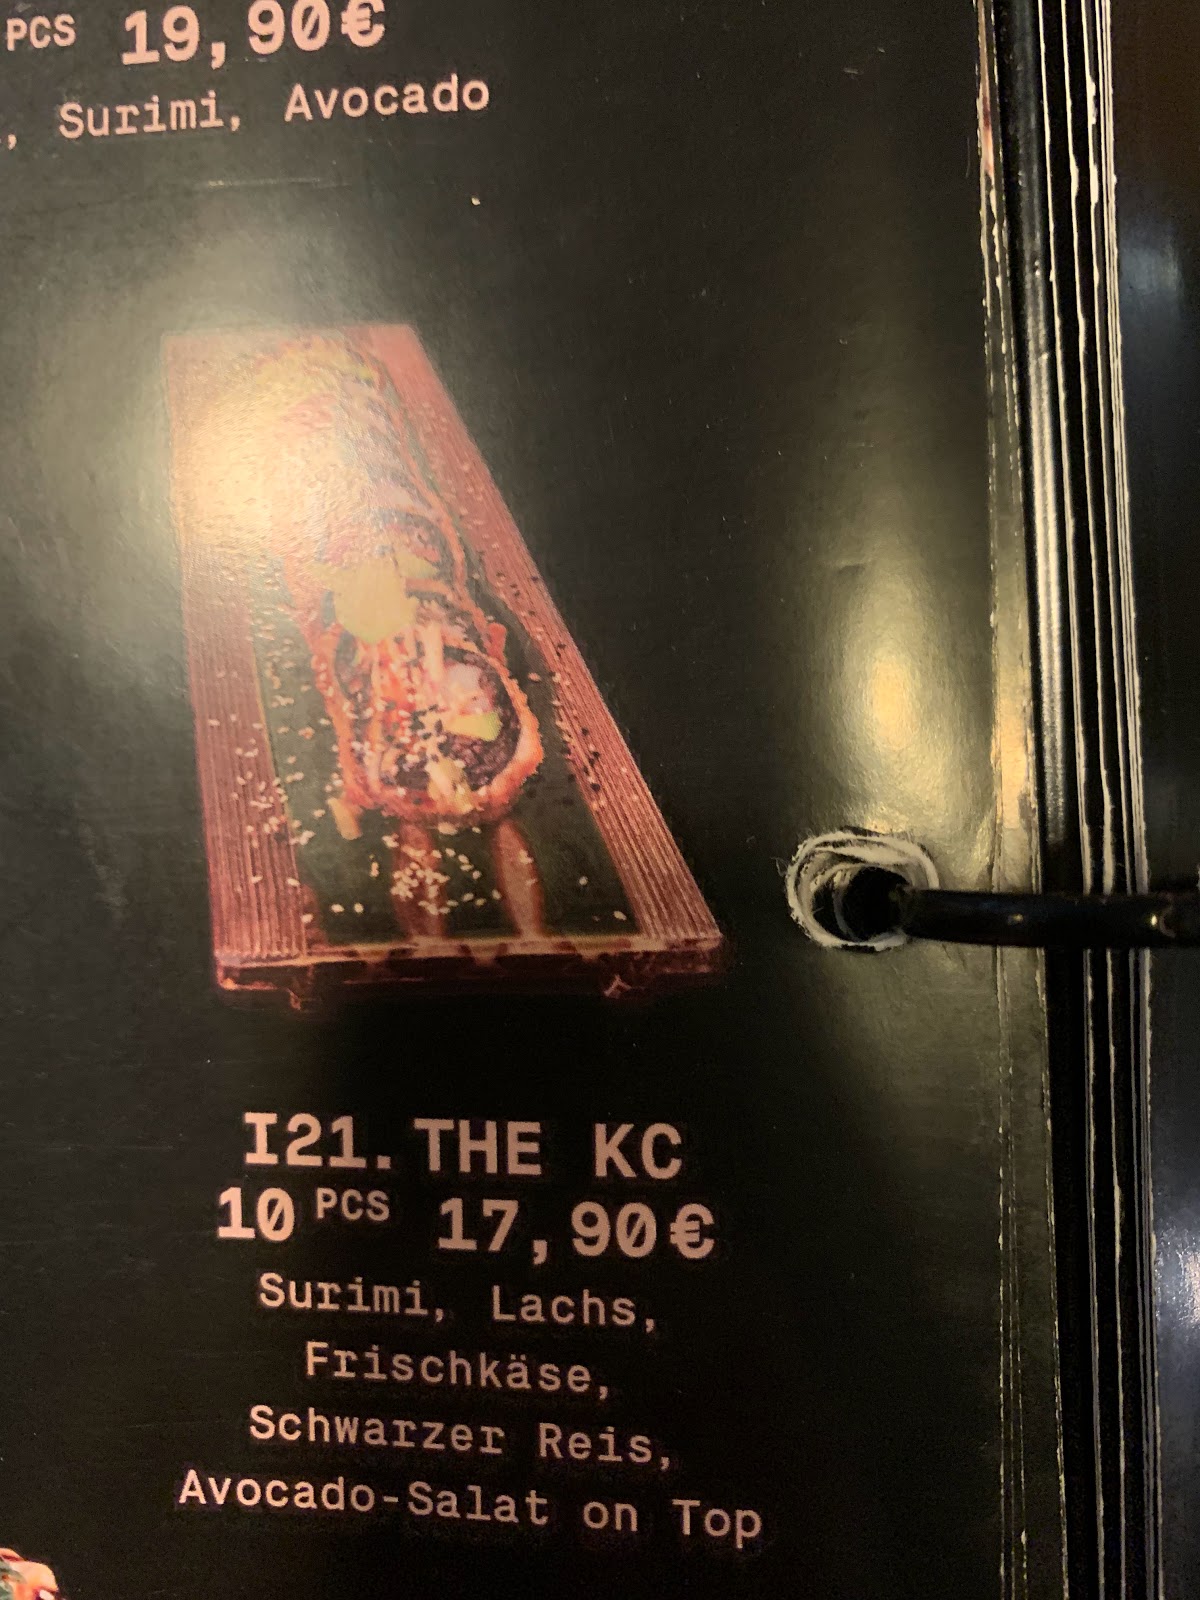 PCS 19,90€
, Surimi, Avocado
I21. THE KC
10 PCS 17,90€
Surimi, Lachs,
Frischkäse,
Schwarzer Reis,
Avocado-Salat on Top